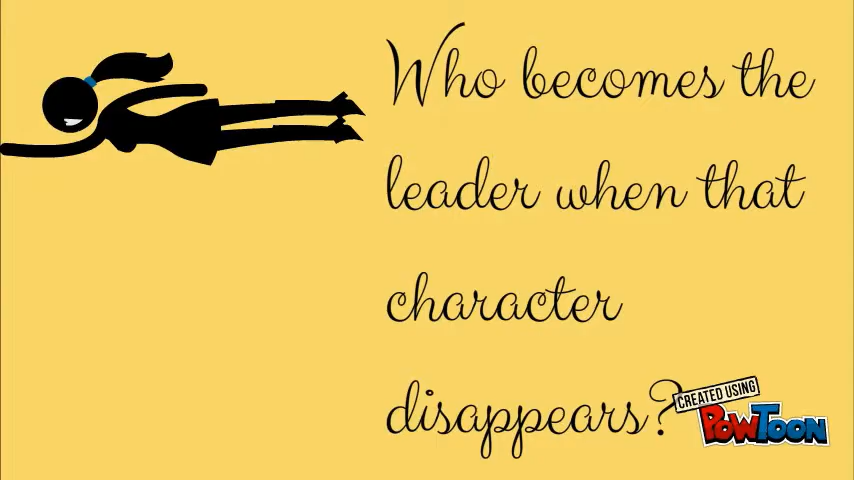 Who becomes the
leader when that
character
disappears?
CREATED USING
POWTOON